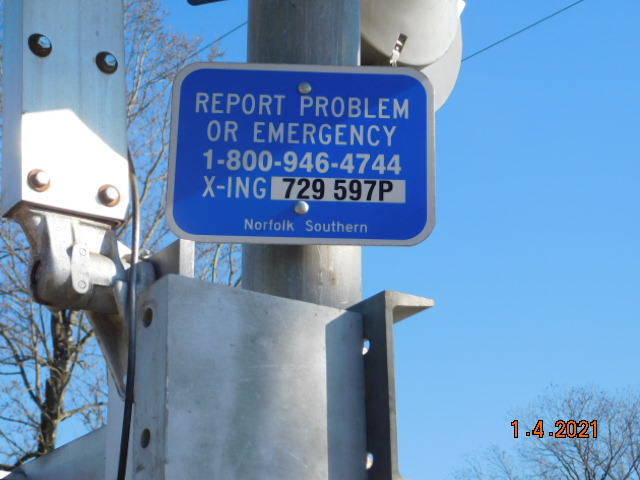 REPORT PROBLEM
OR EMERGENCY
1-800-946-4744
X-ING 729 597P
Norfolk Southern
1.4.2021